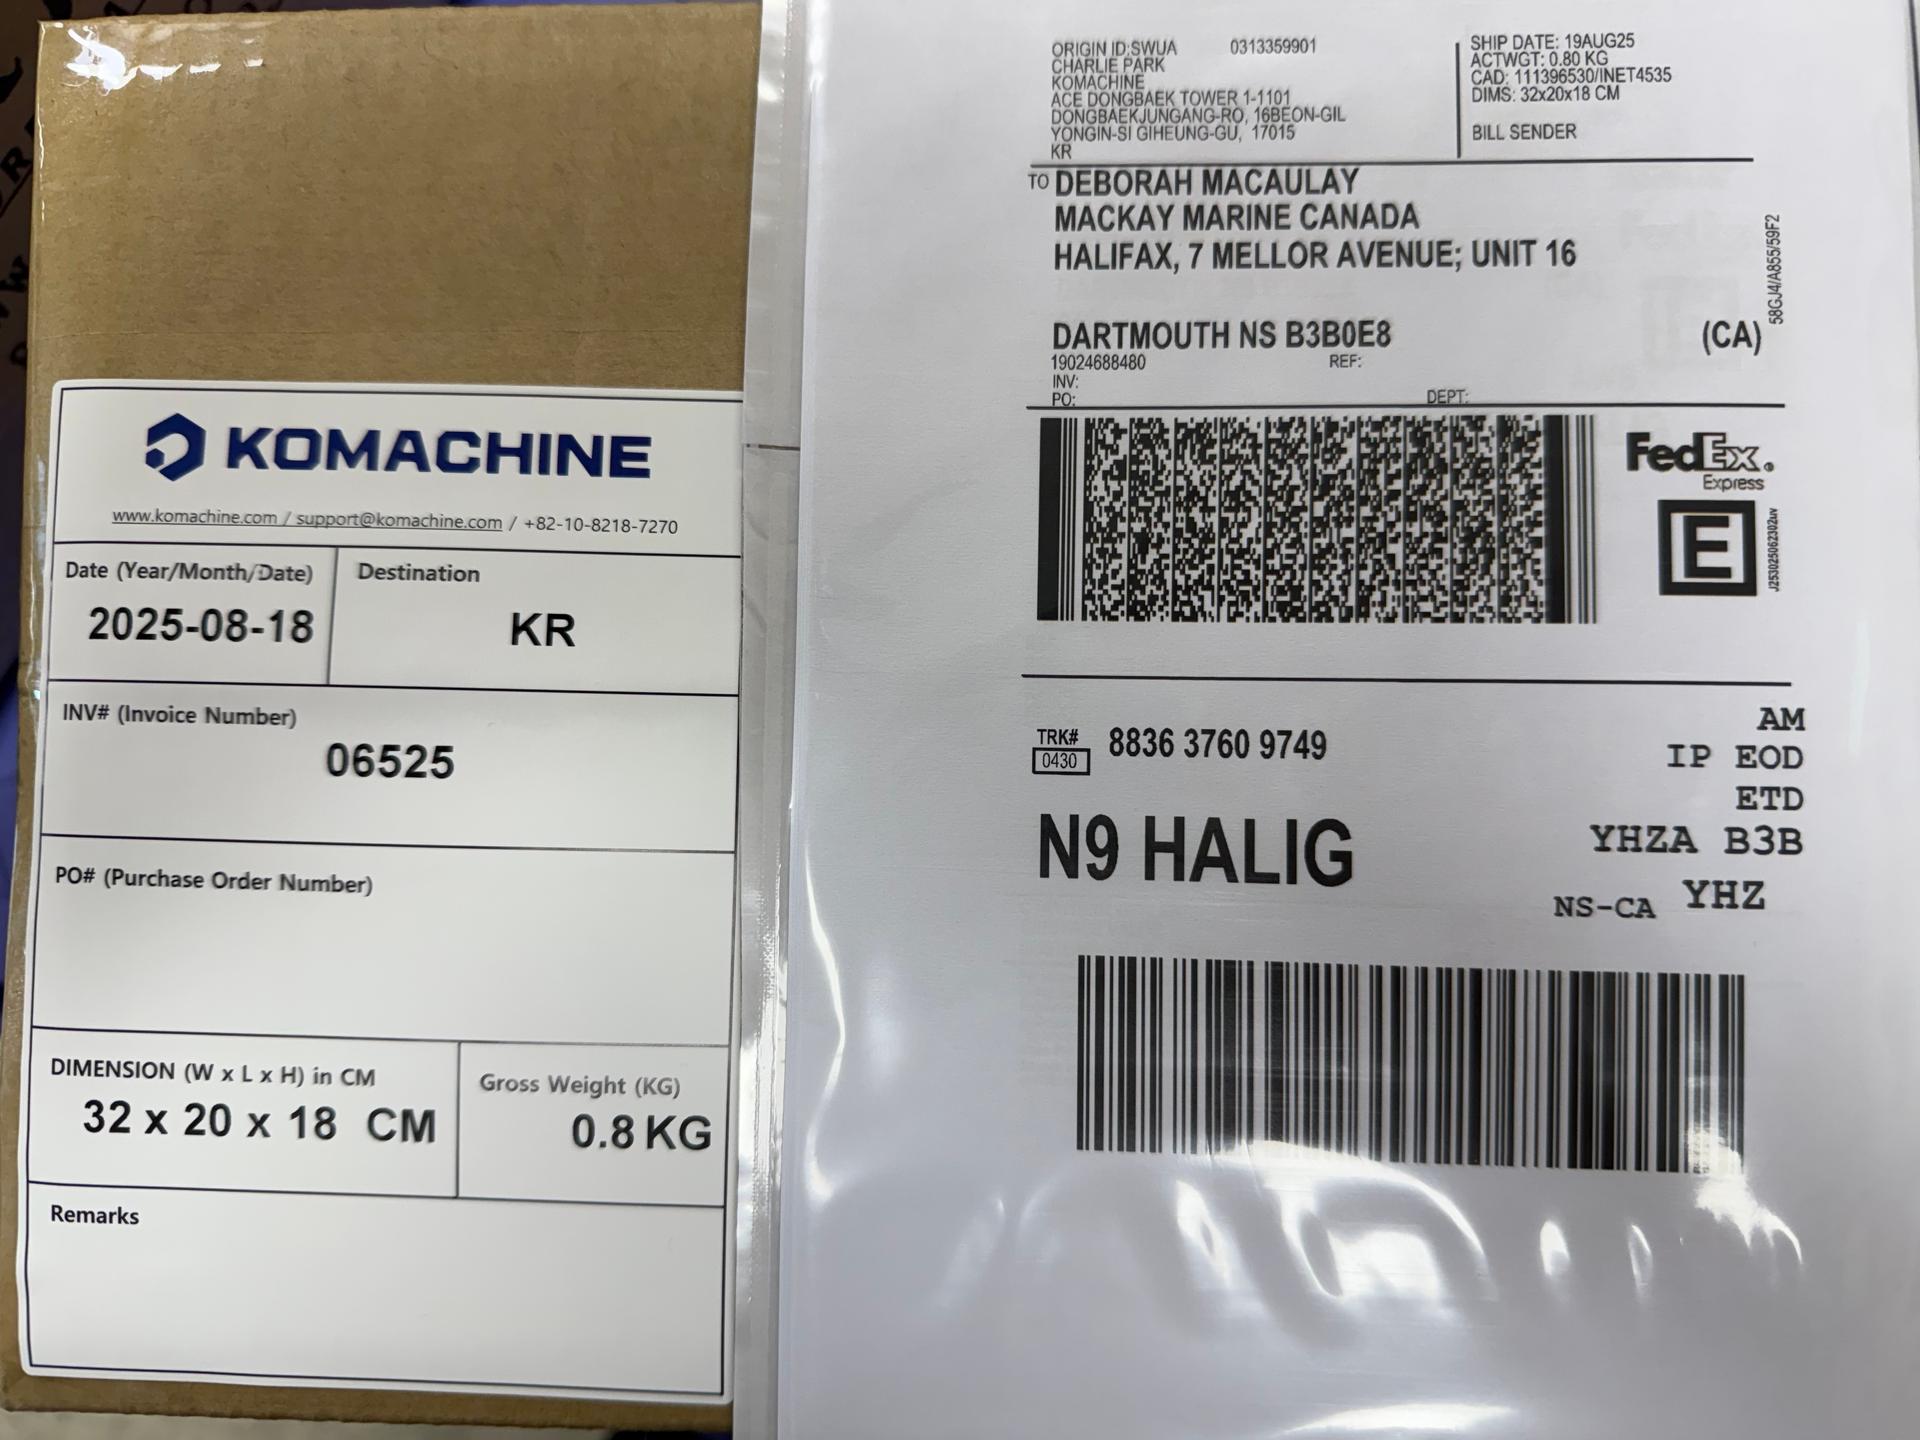 KOMACHINE
www.komachine.com / support@komachine.com / +82-10-8218-7270
Date (Year/Month/Date)
2025-08-18
Destination
KR
INV# (Invoice Number)
06525
PO# (Purchase Order Number)
DIMENSION (W x L x H) in CM
32 x 20 x 18 CM
Gross Weight (KG)
0.8 KG
Remarks
ORIGIN ID:SWUA 0313359901
CHARLIE PARK
KOMACHINE
ACE DONGBAEK TOWER 1-1101
DONGBAEKJUNGANG-RO, 16BEON-GIL
YONGIN-SI GIHEUNG-GU, 17015
KR
SHIP DATE: 19AUG25
ACTWGT: 0.80 KG
CAD: 111396530/INET4535
DIMS: 32x20x18 CM
BILL SENDER
TO DEBORAH MACAULAY
MACKAY MARINE CANADA
HALIFAX, 7 MELLOR AVENUE; UNIT 16
DARTMOUTH NS B3B0E8 (CA)
19024688480 REF:
INV:
PO: DEPT:
58GJ4/A855/59F2
FedEx®
Express
E
J253025062302uv
TRK# 8836 3760 9749
0430
AM
IP EOD
ETD
N9 HALIG
YHZA B3B
NS-CA YHZ